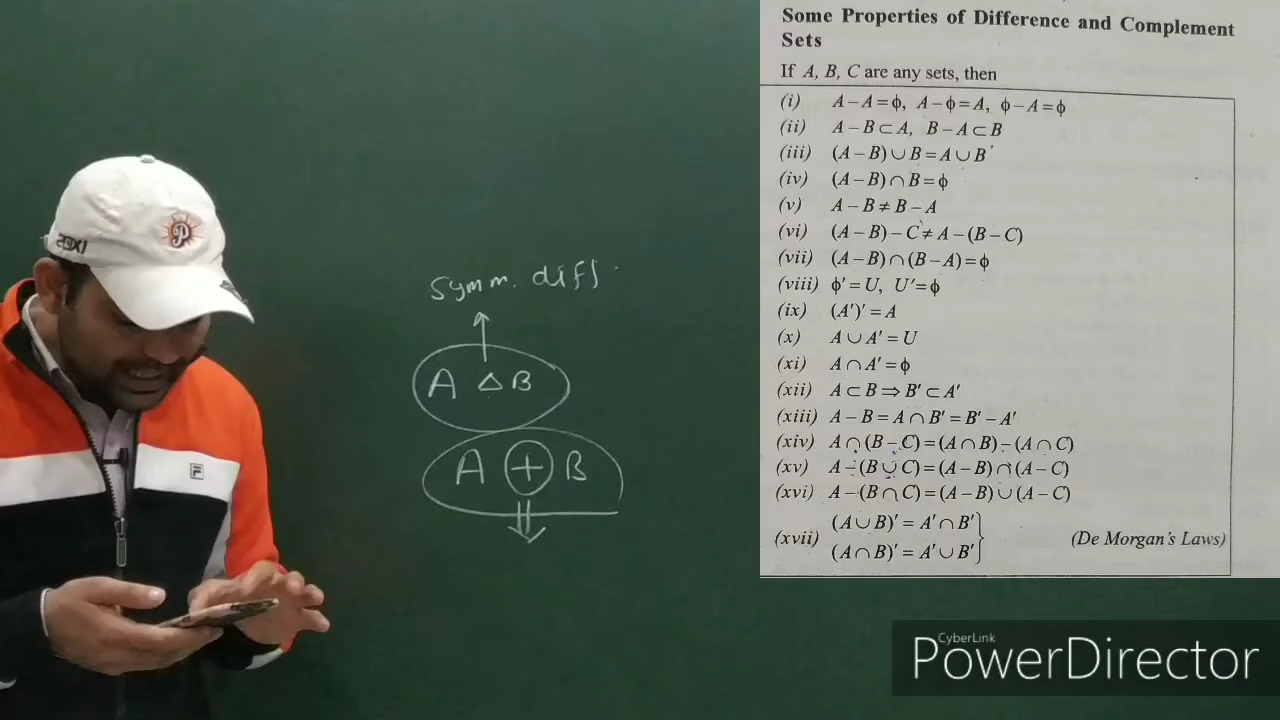 Some Properties of Difference and Complement
Sets
If A, B, C are any sets, then
(i) A − A = ϕ, A − ϕ = A, ϕ − A = ϕ
(ii) A − B ⊂ A, B − A ⊂ B
(iii) (A − B) ∪ B = A ∪ B
(iv) (A − B) ∩ B = ϕ
(v) A − B ≠ B − A
(vi) (A − B) − C ≠ A − (B − C)
(vii) (A − B) ∩ (B − A) = ϕ
(viii) ϕ′ = U, U′ = ϕ
(ix) (A′)′ = A
(x) A ∪ A′ = U
(xi) A ∩ A′ = ϕ
(xii) A ⊂ B ⇒ B′ ⊂ A′
(xiii) A − B = A ∩ B′ = B′ − A′
(xiv) A ∩ (B − C) = (A ∩ B) − (A ∩ C)
(xv) A − (B ∪ C) = (A − B) ∩ (A − C)
(xvi) A − (B ∩ C) = (A − B) ∪ (A − C)
(A ∪ B)′ = A′ ∩ B′
(xvii) (De Morgan's Laws)
(A ∩ B)′ = A′ ∪ B′
Symm. diff.
A △ B
A ⊕ B
P
CyberLink
PowerDirector